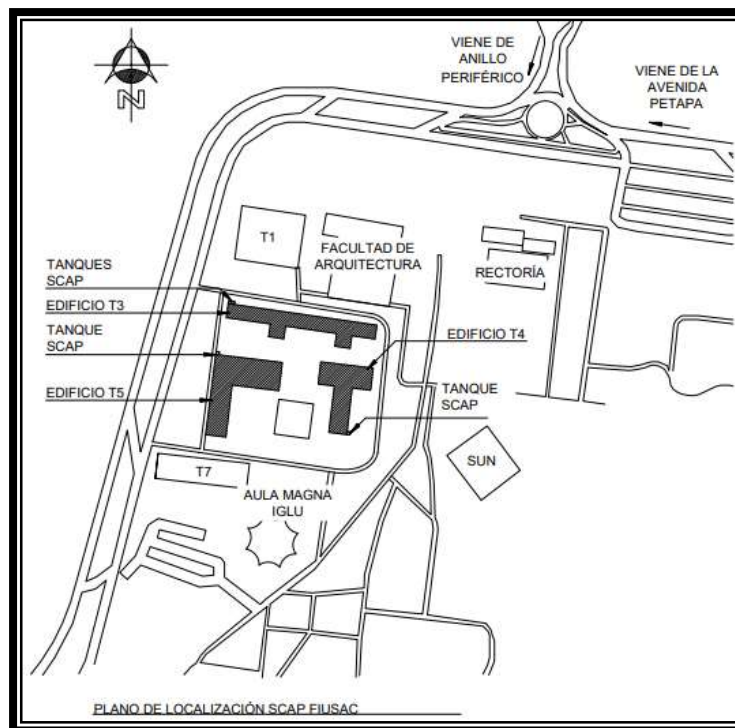 VIENE DE
ANILLO
PERIFÉRICO
VIENE DE LA
AVENIDA
PETAPA
N
T1
FACULTAD DE
ARQUITECTURA
RECTORÍA
TANQUES
SCAP
EDIFICIO T3
TANQUE
SCAP
EDIFICIO T4
EDIFICIO T5
TANQUE
SCAP
SUN
T7
AULA MAGNA
IGLU
PLANO DE LOCALIZACIÓN SCAP FIUSAC